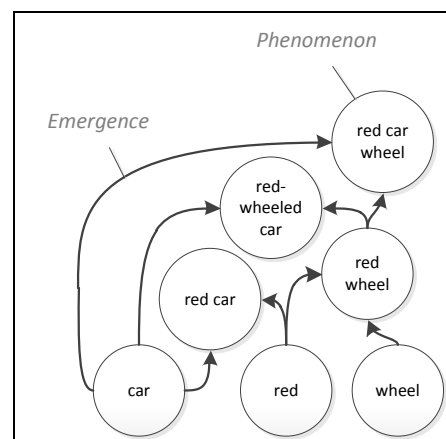 Phenomenon
Emergence
red car
wheel
red-
wheeled
car
red
wheel
red car
car
red
wheel